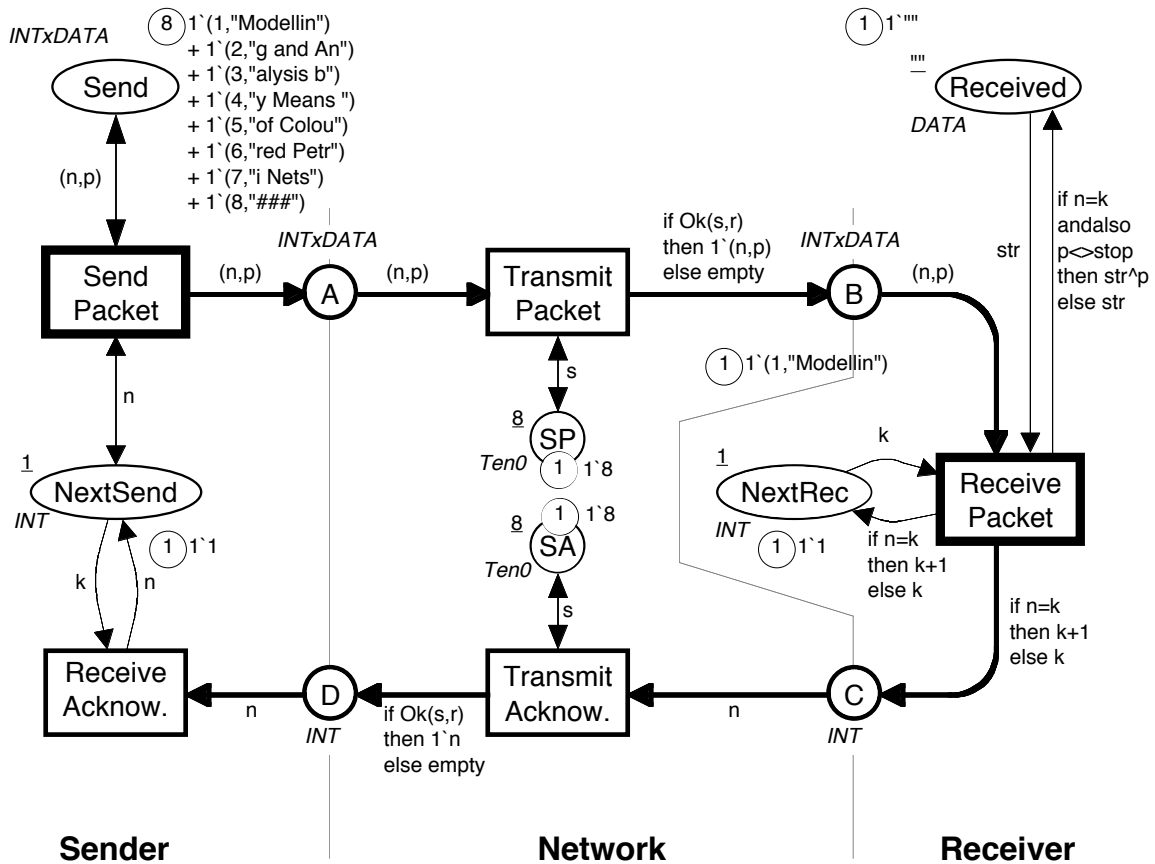 INTxDATA
8
1`(1,"Modellin")
+ 1`(2,"g and An")
+ 1`(3,"alysis b")
+ 1`(4,"y Means ")
+ 1`(5,"of Colou")
+ 1`(6,"red Petr")
+ 1`(7,"i Nets")
+ 1`(8,"###")
Send
(n,p)
Send
Packet
(n,p)
INTxDATA
A
(n,p)
Transmit
Packet
if Ok(s,r)
then 1`(n,p)
else empty
INTxDATA
B
(n,p)
1
1`""
""
Received
DATA
str
if n=k
andalso
p<>stop
then str^p
else str
1
1`(1,"Modellin")
n
s
8
SP
Ten0
1
1`8
1
NextSend
INT
1
1`1
1
1`8
8
SA
Ten0
s
k
1
NextRec
INT
1
1`1
if n=k
then k+1
else k
Receive
Packet
k
n
if n=k
then k+1
else k
Receive
Acknow.
n
D
INT
if Ok(s,r)
then 1`n
else empty
Transmit
Acknow.
n
C
INT
Sender
Network
Receiver